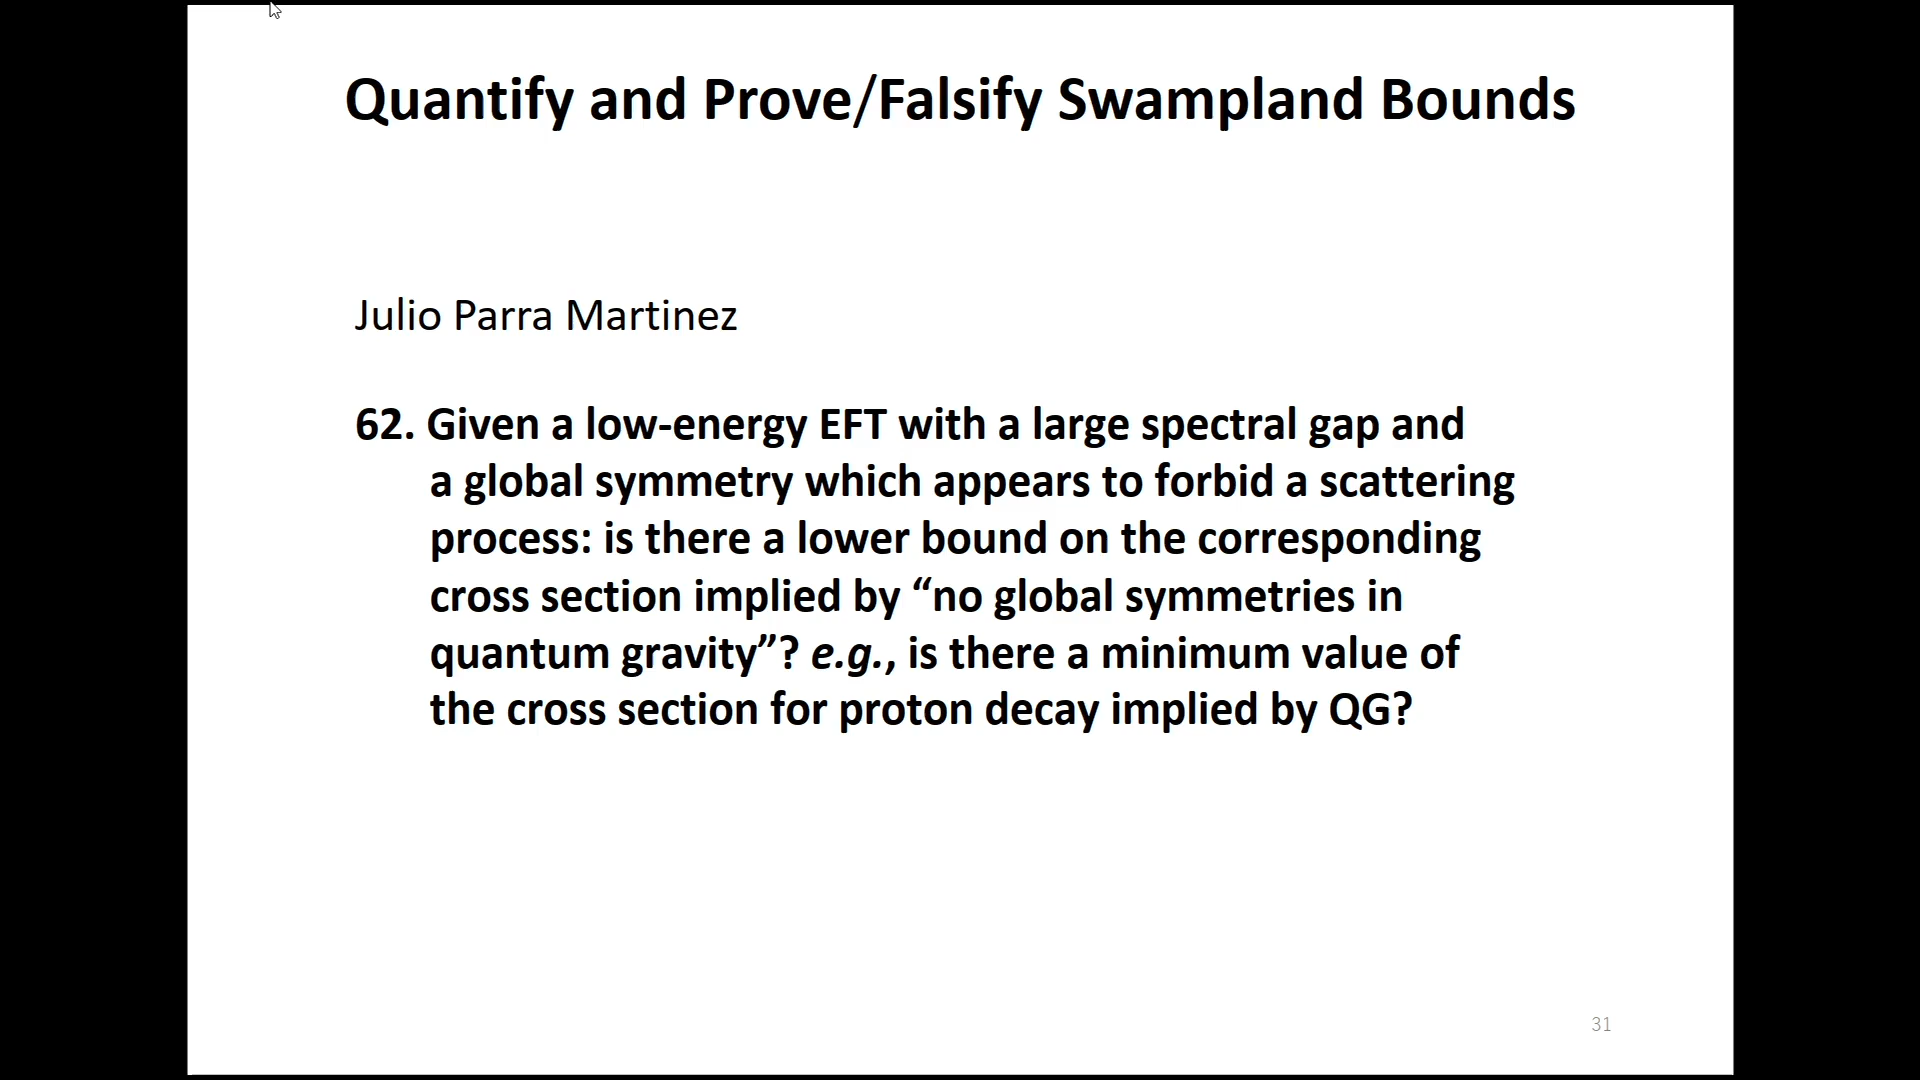 Quantify and Prove/Falsify Swampland Bounds
Julio Parra Martinez
62. Given a low-energy EFT with a large spectral gap and
a global symmetry which appears to forbid a scattering
process: is there a lower bound on the corresponding
cross section implied by “no global symmetries in
quantum gravity”? e.g., is there a minimum value of
the cross section for proton decay implied by QG?
31